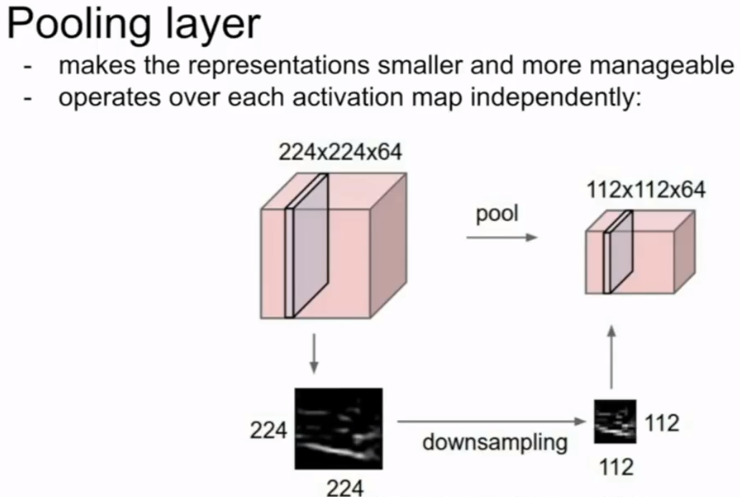 Pooling layer
- makes the representations smaller and more manageable
- operates over each activation map independently:
224x224x64
112x112x64
pool
224
downsampling
112
224
112